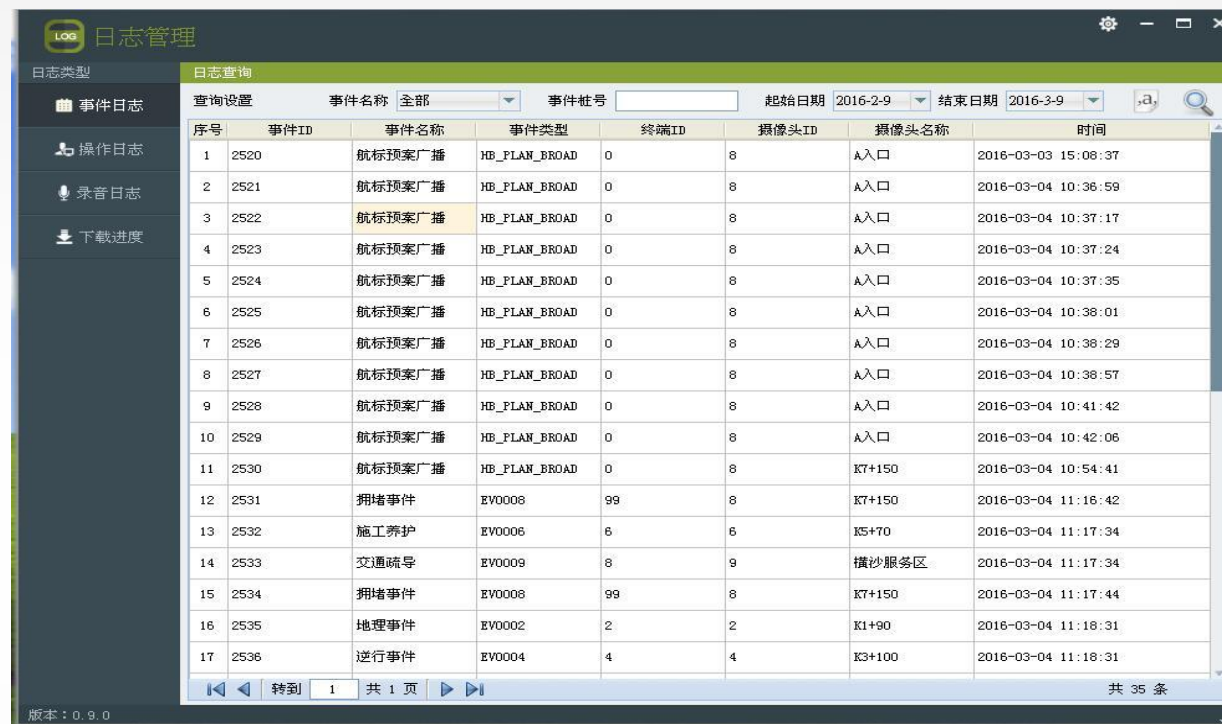 LOG 日志管理
日志类型 日志查询
事件日志
操作日志
录音日志
下载进度
查询设置 事件名称 全部 事件桩号 起始日期 2016-2-9 结束日期 2016-3-9 ,a,
序号 事件ID 事件名称 事件类型 终端ID 摄像头ID 摄像头名称 时间
1 2520 航标预案广播 HB_PLAN_BROAD 0 8 A入口 2016-03-03 15:08:37
2 2521 航标预案广播 HB_PLAN_BROAD 0 8 A入口 2016-03-04 10:36:59
3 2522 航标预案广播 HB_PLAN_BROAD 0 8 A入口 2016-03-04 10:37:17
4 2523 航标预案广播 HB_PLAN_BROAD 0 8 A入口 2016-03-04 10:37:24
5 2524 航标预案广播 HB_PLAN_BROAD 0 8 A入口 2016-03-04 10:37:35
6 2525 航标预案广播 HB_PLAN_BROAD 0 8 A入口 2016-03-04 10:38:01
7 2526 航标预案广播 HB_PLAN_BROAD 0 8 A入口 2016-03-04 10:38:29
8 2527 航标预案广播 HB_PLAN_BROAD 0 8 A入口 2016-03-04 10:38:57
9 2528 航标预案广播 HB_PLAN_BROAD 0 8 A入口 2016-03-04 10:41:42
10 2529 航标预案广播 HB_PLAN_BROAD 0 8 A入口 2016-03-04 10:42:06
11 2530 航标预案广播 HB_PLAN_BROAD 0 8 K7+150 2016-03-04 10:54:41
12 2531 拥堵事件 EV0008 99 8 K7+150 2016-03-04 11:16:42
13 2532 施工养护 EV0006 6 6 K5+70 2016-03-04 11:17:34
14 2533 交通疏导 EV0009 8 9 横沙服务区 2016-03-04 11:17:34
15 2534 拥堵事件 EV0008 99 8 K7+150 2016-03-04 11:17:44
16 2535 地理事件 EV0002 2 2 K1+90 2016-03-04 11:18:31
17 2536 逆行事件 EV0004 4 4 K3+100 2016-03-04 11:18:31
转到 1 共 1 页 共 35 条
版本：0.9.0